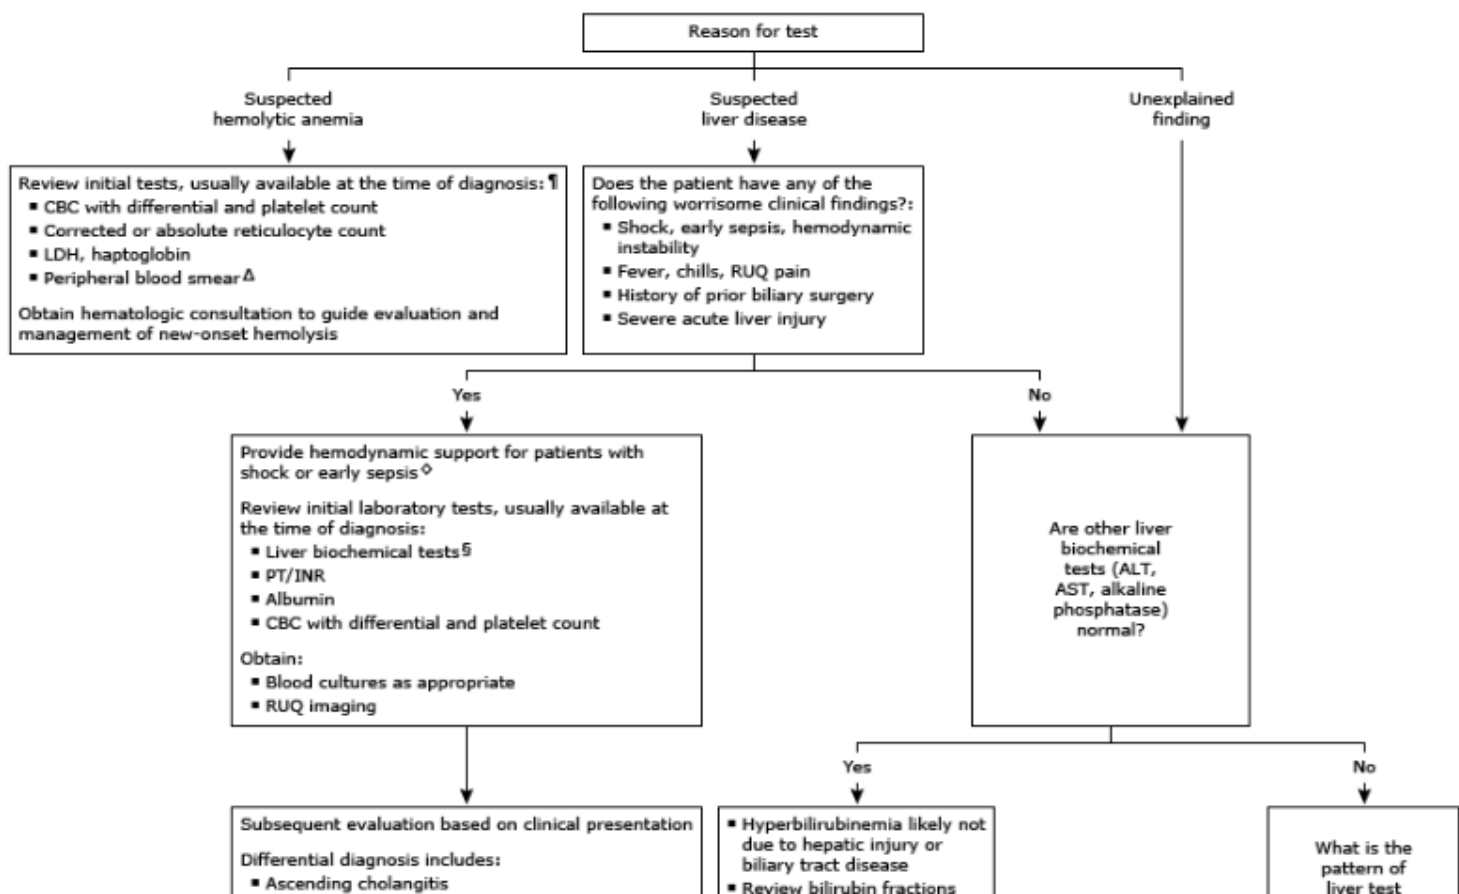 Reason for test
Suspected
hemolytic anemia
Suspected
liver disease
Unexplained
finding
Review initial tests, usually available at the time of diagnosis: ¶
▪ CBC with differential and platelet count
▪ Corrected or absolute reticulocyte count
▪ LDH, haptoglobin
▪ Peripheral blood smear Δ
Obtain hematologic consultation to guide evaluation and
management of new-onset hemolysis
Does the patient have any of the
following worrisome clinical findings?:
▪ Shock, early sepsis, hemodynamic
instability
▪ Fever, chills, RUQ pain
▪ History of prior biliary surgery
▪ Severe acute liver injury
Yes
No
Provide hemodynamic support for patients with
shock or early sepsis ◊
Review initial laboratory tests, usually available at
the time of diagnosis:
▪ Liver biochemical tests §
▪ PT/INR
▪ Albumin
▪ CBC with differential and platelet count
Obtain:
▪ Blood cultures as appropriate
▪ RUQ imaging
Are other liver
biochemical
tests (ALT,
AST, alkaline
phosphatase)
normal?
Yes
No
Subsequent evaluation based on clinical presentation
Differential diagnosis includes:
▪ Ascending cholangitis
▪ Hyperbilirubinemia likely not
due to hepatic injury or
biliary tract disease
▪ Review bilirubin fractions
What is the
pattern of
liver test